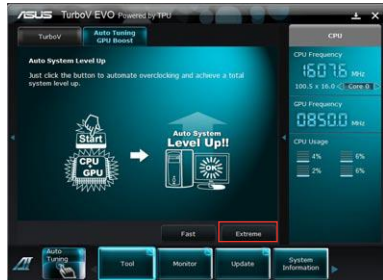 ASUS TurboV EVO Powered by TPU
TurboV
Auto Tuning
GPU Boost
CPU
Auto System Level Up
Just click the button to automate overclocking and achieve a total
system level up.
CPU Frequency
1607.6 MHz
100.5 x 16.0 < Core 0 >
GPU Frequency
0850.0 MHz
CPU Usage
4% 6%
2% 6%
Start
CPU
GPU
Auto System
Level Up!!
OK
Fast
Extreme
Auto
Tuning
Tool
Monitor
Update
System
Information